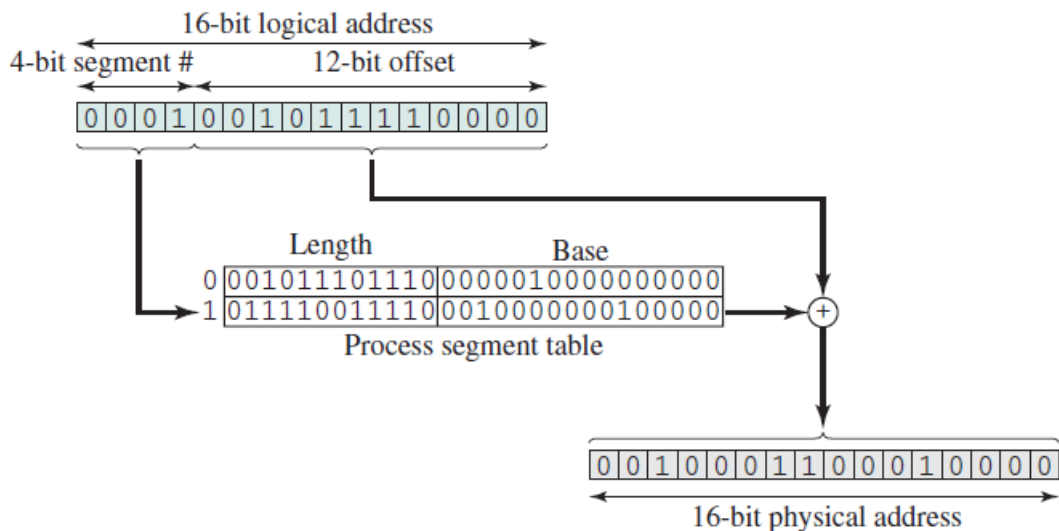 16-bit logical address
4-bit segment # 12-bit offset
0 0 0 1 0 0 1 0 1 1 1 1 0 0 0 0
Length Base
0 001011101110 0000010000000000
1 011110011110 0010000000100000
+
Process segment table
0 0 1 0 0 0 1 1 0 0 0 1 0 0 0 0
16-bit physical address